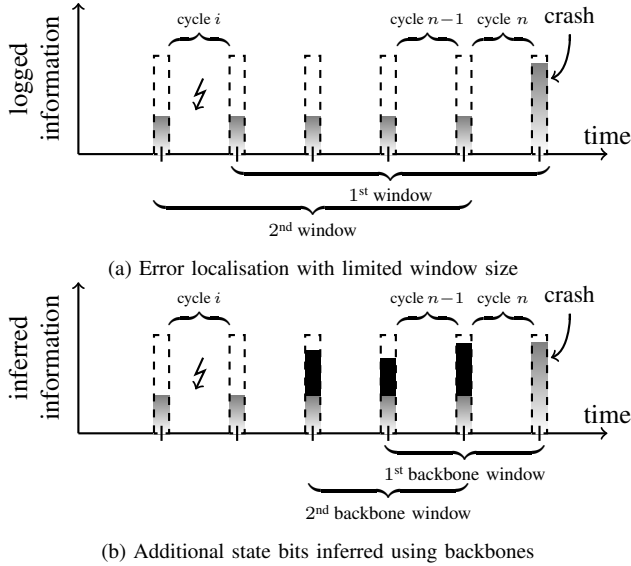 cycle i
cycle n−1
cycle n
crash
logged
information
time
1st window
2nd window
(a) Error localisation with limited window size
cycle i
cycle n−1
cycle n
crash
inferred
information
time
1st backbone window
2nd backbone window
(b) Additional state bits inferred using backbones